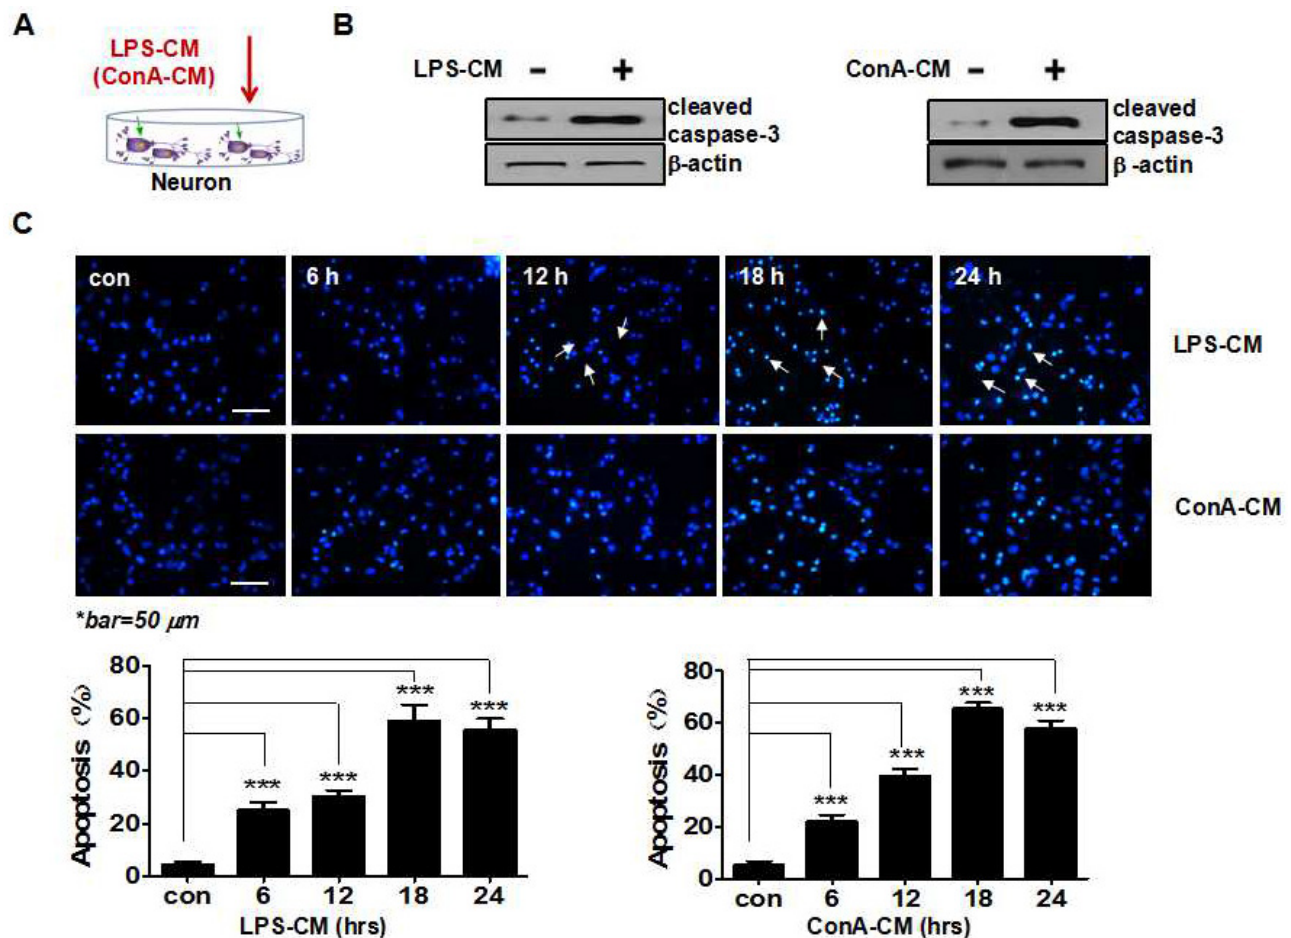 A
LPS-CM
(ConA-CM)
Neuron
B
LPS-CM - +
cleaved
caspase-3
β-actin
ConA-CM - +
cleaved
caspase-3
β -actin
C
con
6 h
12 h
18 h
24 h
LPS-CM
ConA-CM
*bar=50 μm
Apoptosis (%)
80
60
40
20
0
***
***
***
***
con 6 12 18 24
LPS-CM (hrs)
Apoptosis (%)
80
60
40
20
0
***
***
***
***
con 6 12 18 24
ConA-CM (hrs)